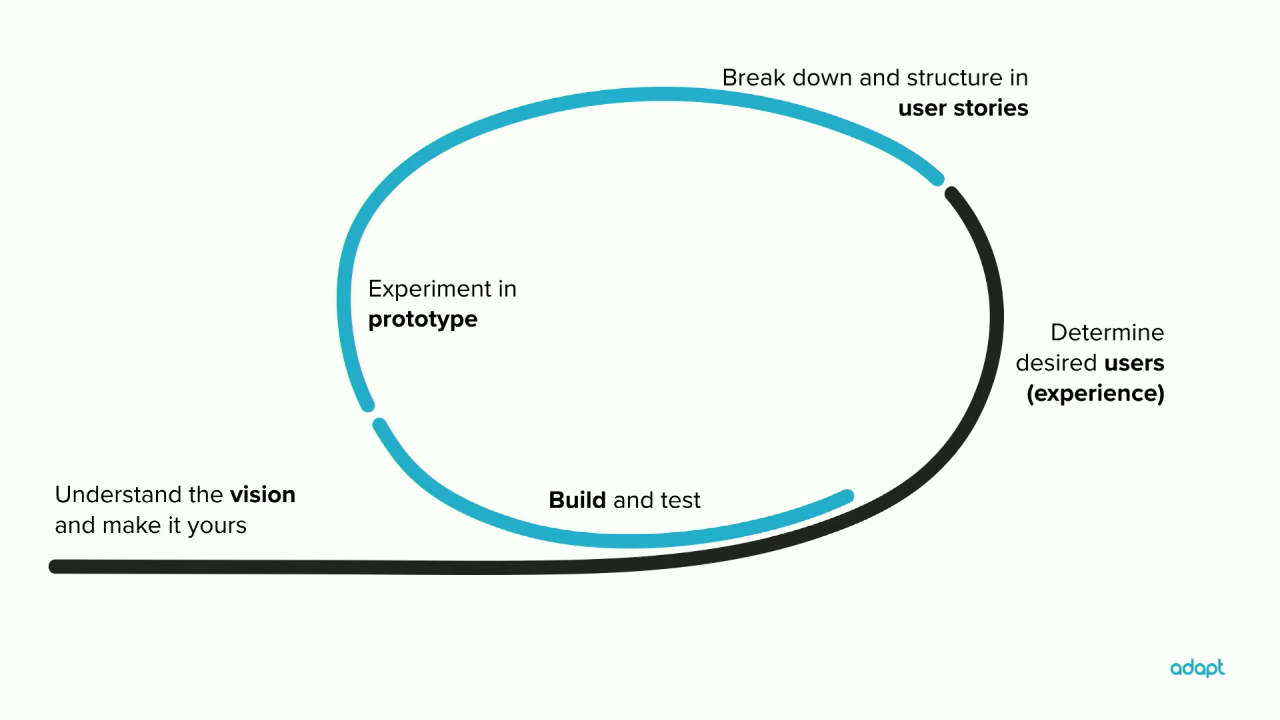 Break down and structure in
user stories
Experiment in
prototype
Determine
desired users
(experience)
Understand the vision
and make it yours
Build and test
adapt